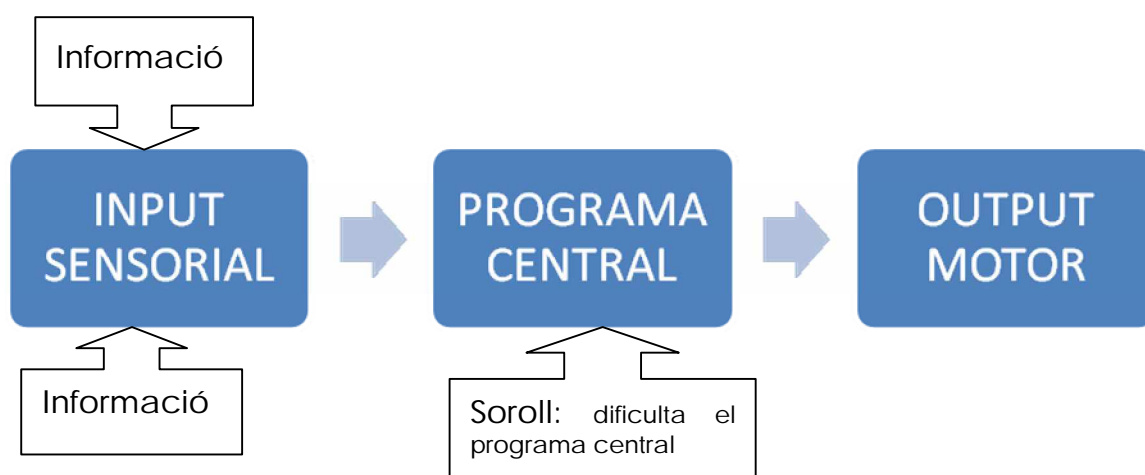 Informació
INPUT
SENSORIAL
PROGRAMA
CENTRAL
OUTPUT
MOTOR
Informació
Soroll: dificulta el
programa central